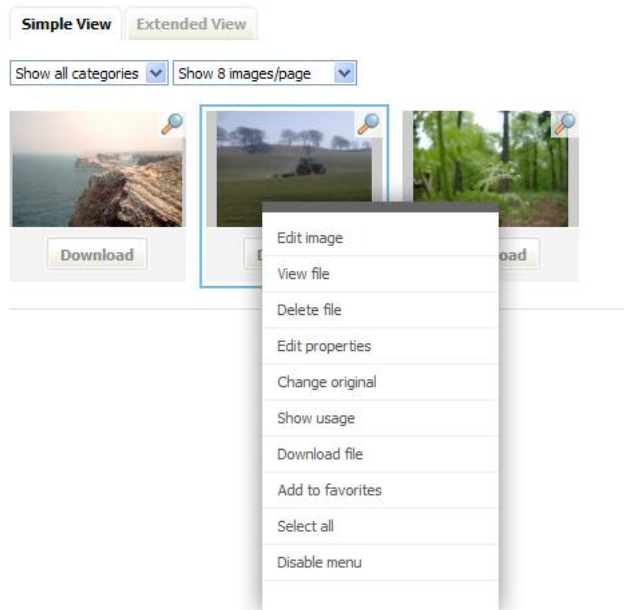 Simple View Extended View
Show all categories Show 8 images/page
Download
Edit image
View file
Delete file
Edit properties
Change original
Show usage
Download file
Add to favorites
Select all
Disable menu